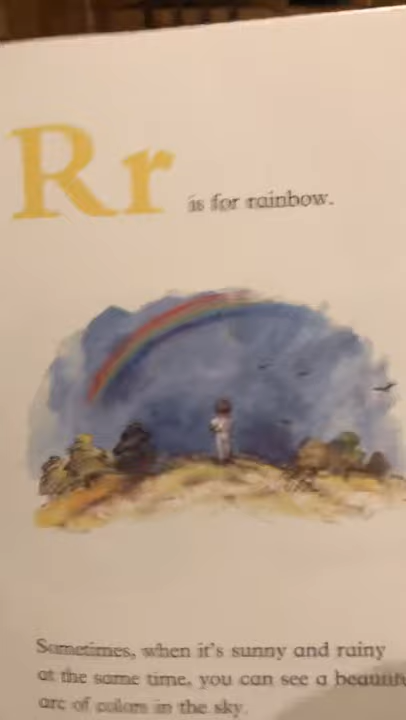 Rr is for rainbow.
Sometimes, when it's sunny and rainy
at the same time, you can see a beautifu
arc of colors in the sky.